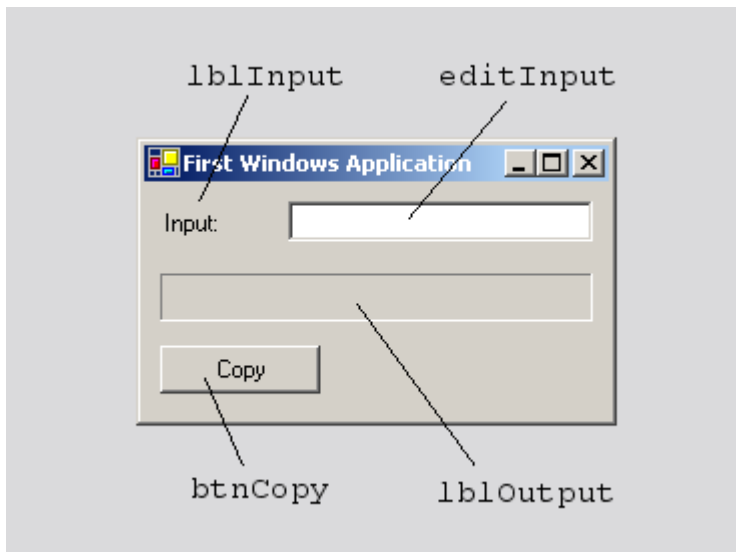 lblInput editInput
First Windows Application
Input:
Copy
btnCopy lblOutput